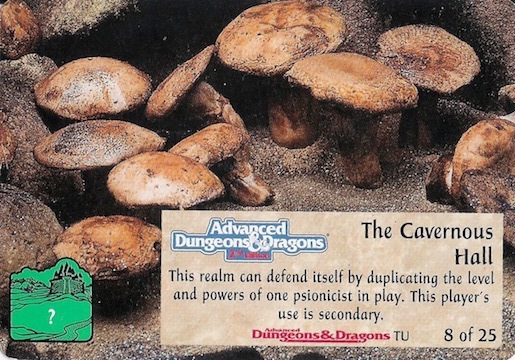 Advanced
Dungeons & Dragons
2nd Edition
The Cavernous
Hall
This realm can defend itself by duplicating the level
and powers of one psionicist in play. This player's
use is secondary.
Advanced
Dungeons & Dragons TU 8 of 25
?